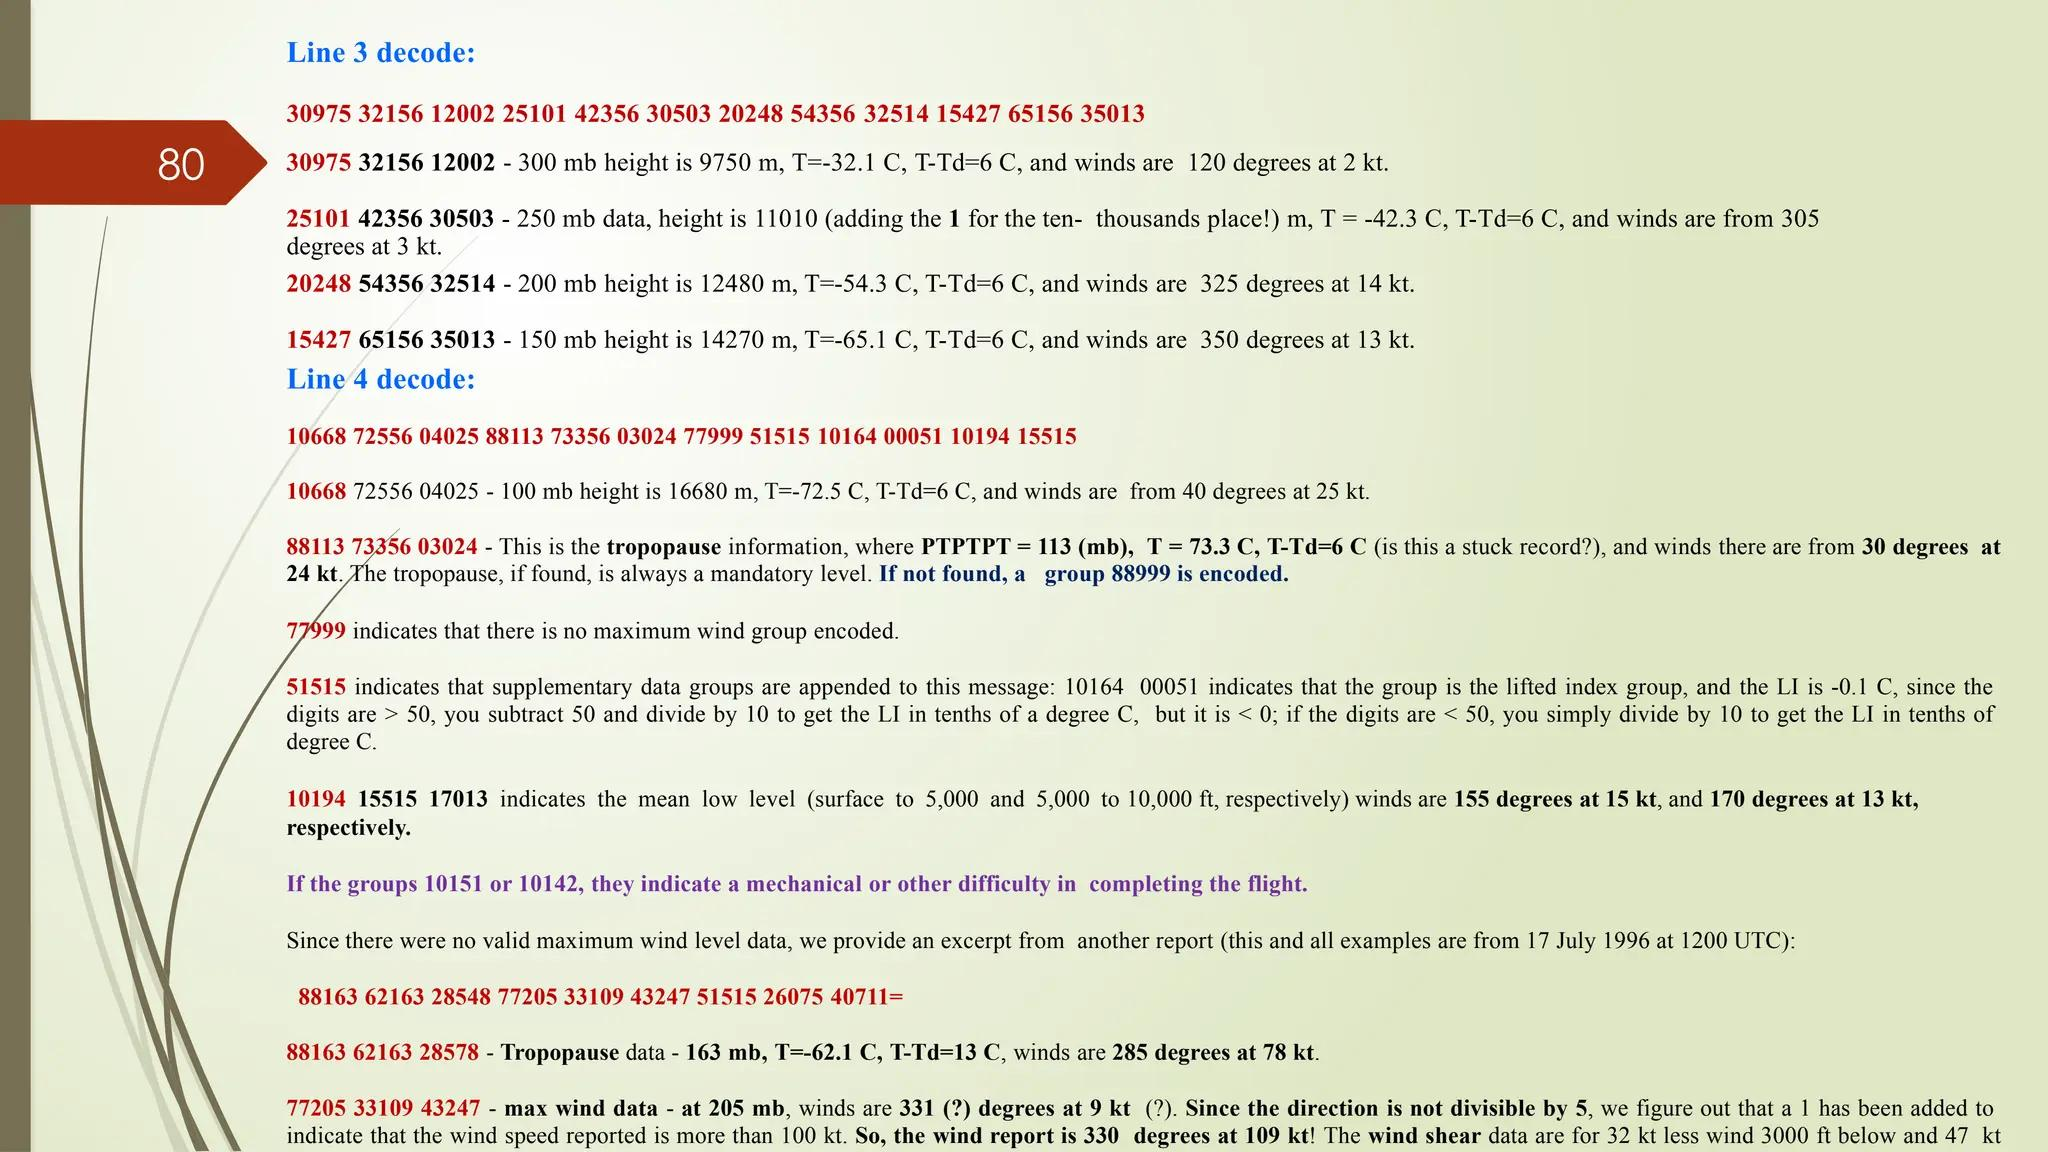 Line 3 decode:
30975 32156 12002 25101 42356 30503 20248 54356 32514 15427 65156 35013
80
30975 32156 12002 - 300 mb height is 9750 m, T=-32.1 C, T-Td=6 C, and winds are 120 degrees at 2 kt.
25101 42356 30503 - 250 mb data, height is 11010 (adding the 1 for the ten- thousands place!) m, T = -42.3 C, T-Td=6 C, and winds are from 305
degrees at 3 kt.
20248 54356 32514 - 200 mb height is 12480 m, T=-54.3 C, T-Td=6 C, and winds are 325 degrees at 14 kt.
15427 65156 35013 - 150 mb height is 14270 m, T=-65.1 C, T-Td=6 C, and winds are 350 degrees at 13 kt.
Line 4 decode:
10668 72556 04025 88113 73356 03024 77999 51515 10164 00051 10194 15515
10668 72556 04025 - 100 mb height is 16680 m, T=-72.5 C, T-Td=6 C, and winds are from 40 degrees at 25 kt.
88113 73356 03024 - This is the tropopause information, where PTPTPT = 113 (mb), T = 73.3 C, T-Td=6 C (is this a stuck record?), and winds there are from 30 degrees at
24 kt. The tropopause, if found, is always a mandatory level. If not found, a group 88999 is encoded.
77999 indicates that there is no maximum wind group encoded.
51515 indicates that supplementary data groups are appended to this message: 10164 00051 indicates that the group is the lifted index group, and the LI is -0.1 C, since the
digits are > 50, you subtract 50 and divide by 10 to get the LI in tenths of a degree C, but it is < 0; if the digits are < 50, you simply divide by 10 to get the LI in tenths of
degree C.
10194 15515 17013 indicates the mean low level (surface to 5,000 and 5,000 to 10,000 ft, respectively) winds are 155 degrees at 15 kt, and 170 degrees at 13 kt,
respectively.
If the groups 10151 or 10142, they indicate a mechanical or other difficulty in completing the flight.
Since there were no valid maximum wind level data, we provide an excerpt from another report (this and all examples are from 17 July 1996 at 1200 UTC):
88163 62163 28548 77205 33109 43247 51515 26075 40711=
88163 62163 28578 - Tropopause data - 163 mb, T=-62.1 C, T-Td=13 C, winds are 285 degrees at 78 kt.
77205 33109 43247 - max wind data - at 205 mb, winds are 331 (?) degrees at 9 kt (?). Since the direction is not divisible by 5, we figure out that a 1 has been added to
indicate that the wind speed reported is more than 100 kt. So, the wind report is 330 degrees at 109 kt! The wind shear data are for 32 kt less wind 3000 ft below and 47 kt